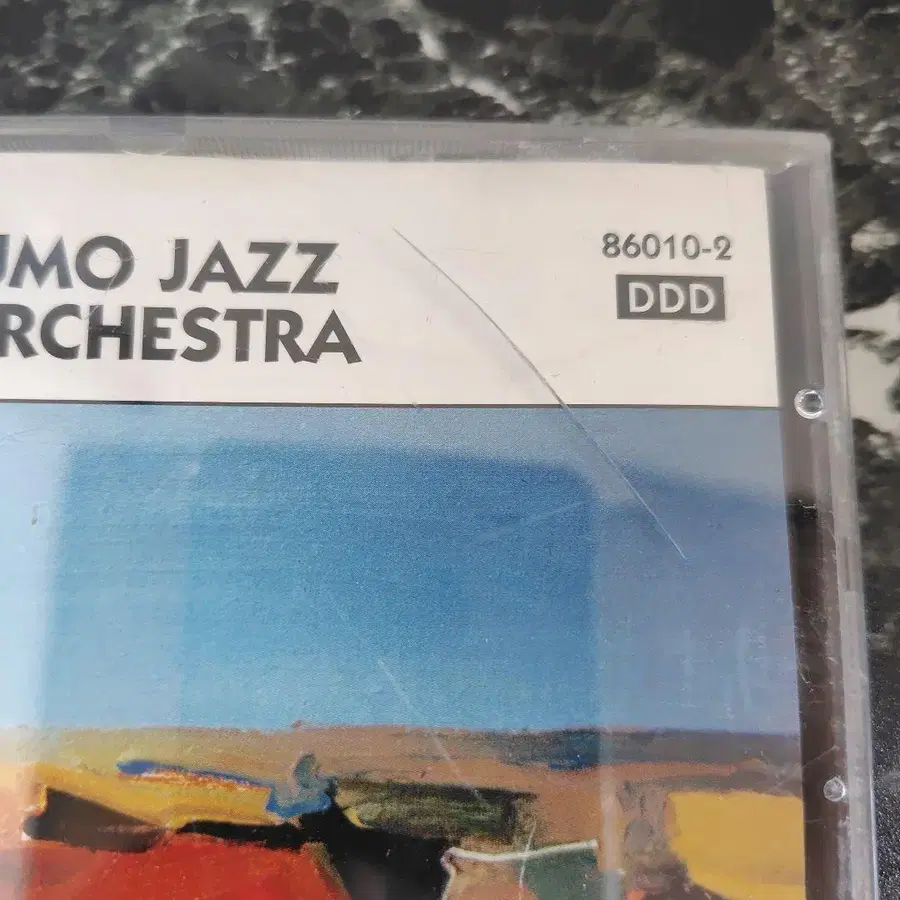 UMO JAZZ
RCHESTRA
86010-2
DDD